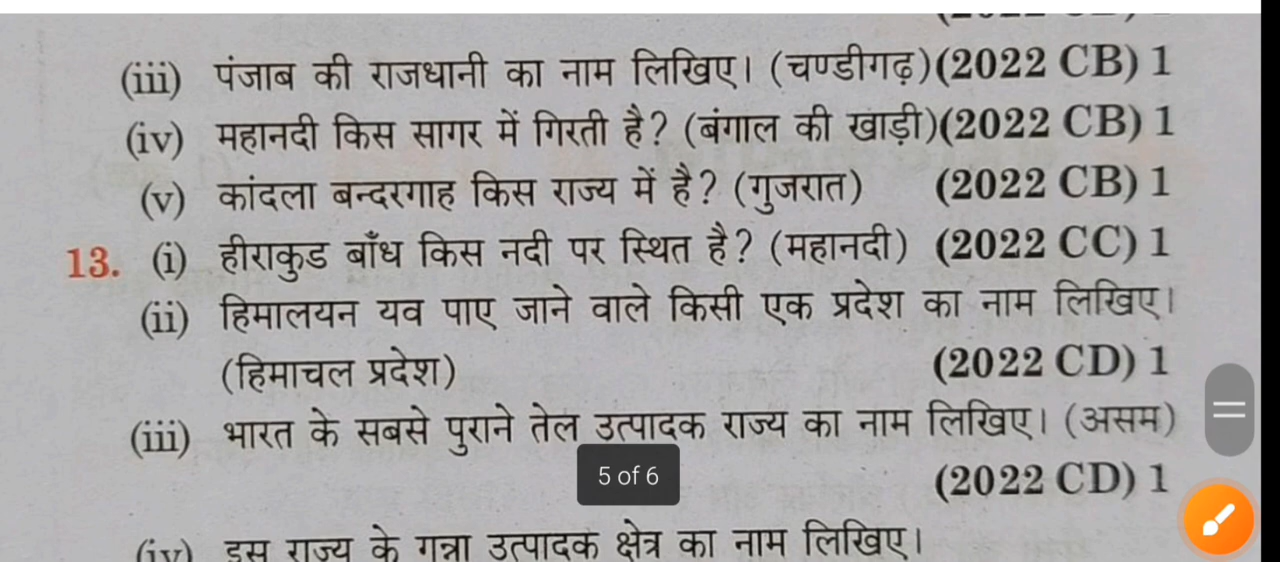 (iii) पंजाब की राजधानी का नाम लिखिए। (चण्डीगढ़)(2022 CB) 1
(iv) महानदी किस सागर में गिरती है? (बंगाल की खाड़ी)(2022 CB) 1
(v) कांदला बन्दरगाह किस राज्य में है? (गुजरात) (2022 CB) 1
13. (i) हीराकुड बाँध किस नदी पर स्थित है? (महानदी) (2022 CC) 1
(ii) हिमालयन यव पाए जाने वाले किसी एक प्रदेश का नाम लिखिए।
(हिमाचल प्रदेश) (2022 CD) 1
(iii) भारत के सबसे पुराने तेल उत्पादक राज्य का नाम लिखिए। (असम)
5 of 6
(2022 CD) 1
(iv) इस राज्य के गन्ना उत्पादक क्षेत्र का नाम लिखिए।